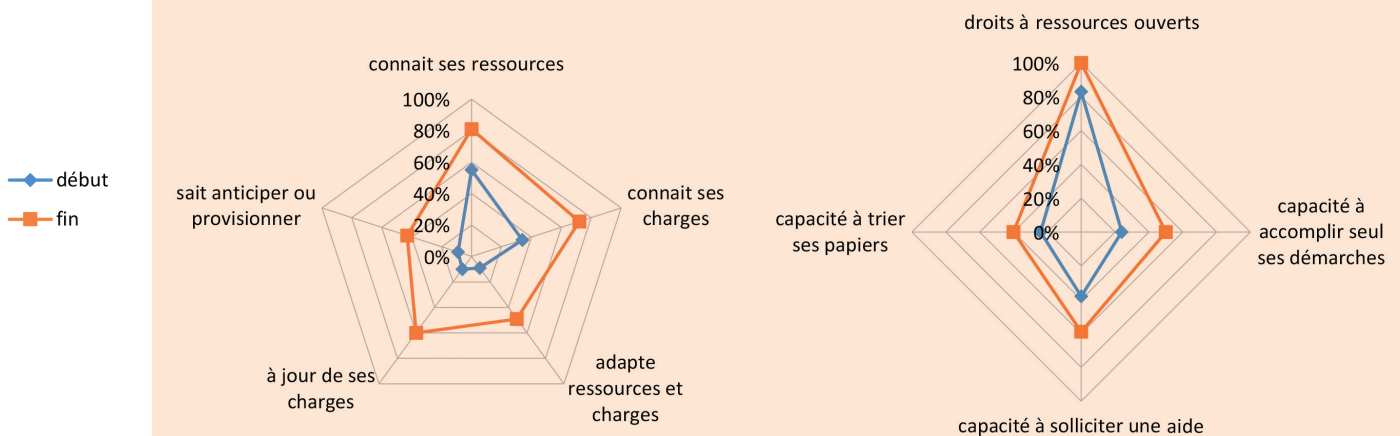 début
fin
connait ses ressources
100%
80%
60%
40%
20%
0%
connait ses
charges
adapte
ressources et
charges
à jour de ses
charges
sait anticiper ou
provisionner
droits à ressources ouverts
100%
80%
60%
40%
20%
0%
capacité à
accomplir seul
ses démarches
capacité à solliciter une aide
capacité à trier
ses papiers